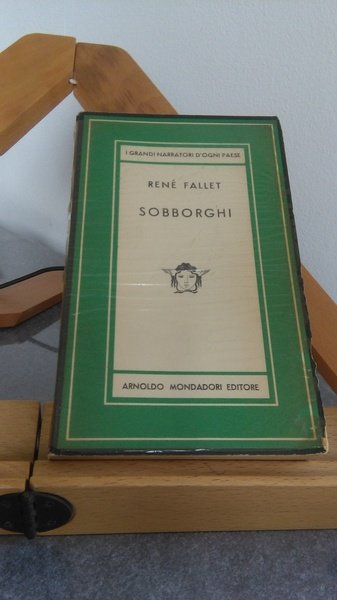 I GRANDI NARRATORI D'OGNI PAESE
RENÉ FALLET
SOBBORGHI
ARNOLDO MONDADORI EDITORE